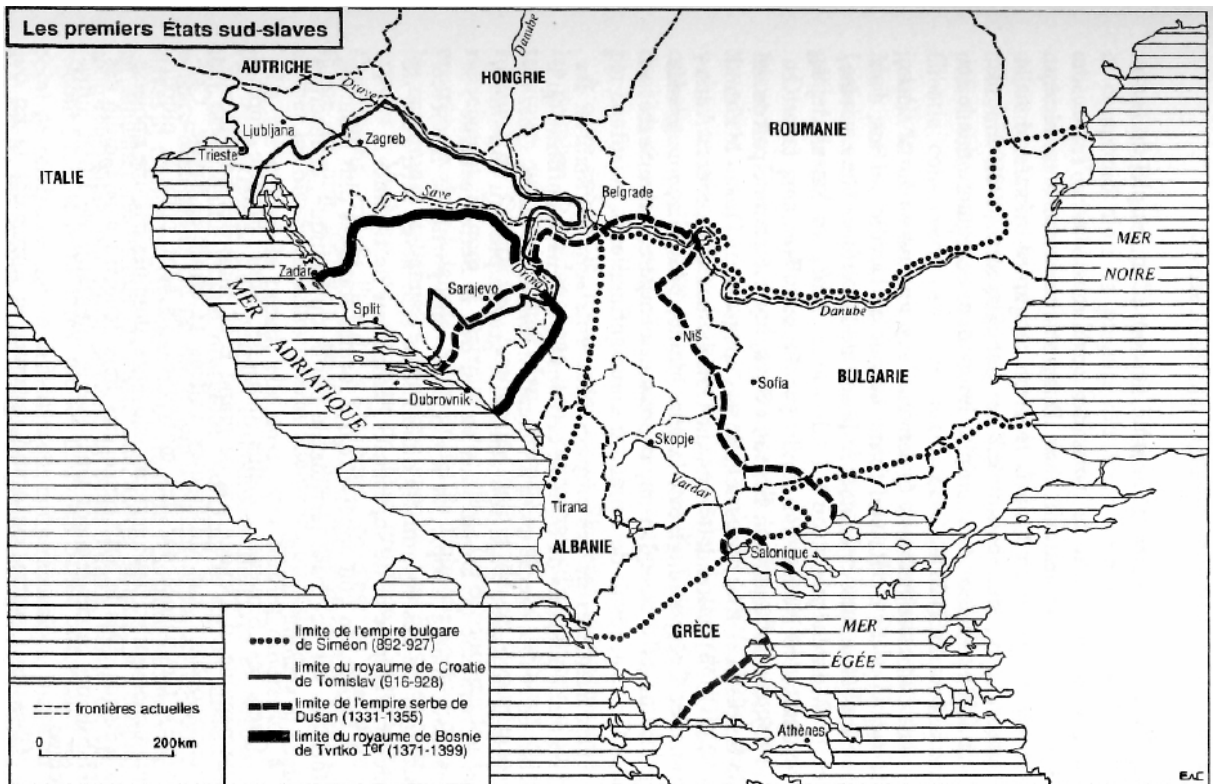 Les premiers États sud-slaves
AUTRICHE
HONGRIE
Danube
Drave
ROUMANIE
Ljubljana
Zagreb
Trieste
ITALIE
Save
Belgrade
MER
NOIRE
Zadar
Drina
Sarajevo
Danube
Split
MER
ADRIATIQUE
Niš
Sofia
BULGARIE
Dubrovnik
Skopje
Vardar
Tirana
ALBANIE
Salonique
GRÈCE
MER
ÉGÉE
Athènes
limite de l'empire bulgare
de Siméon (892-927)
limite du royaume de Croatie
de Tomislav (916-928)
limite de l'empire serbe de
Dušan (1331-1355)
limite du royaume de Bosnie
de Tvrtko Ier (1371-1399)
frontières actuelles
0 200km